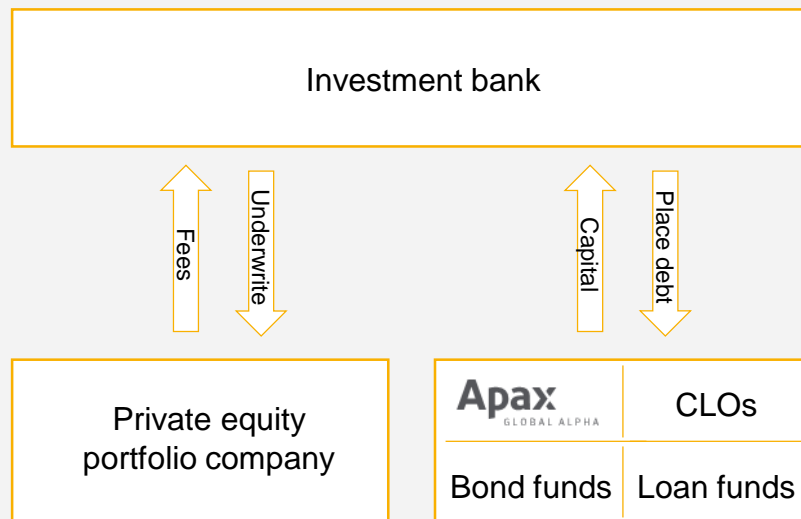 Investment bank
Fees
Underwrite
Capital
Place debt
Private equity
portfolio company
Apax
GLOBAL ALPHA
CLOs
Bond funds
Loan funds